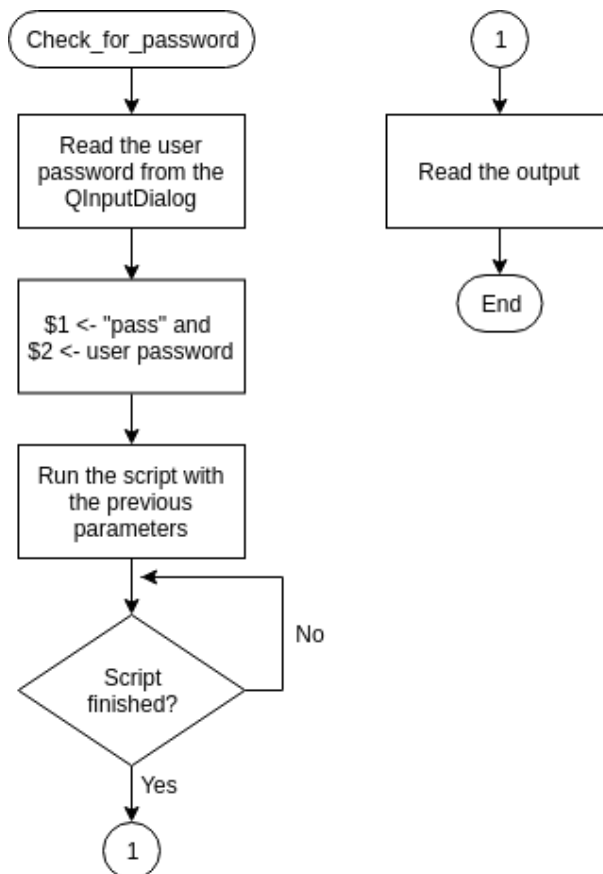 Check_for_password
Read the user
password from the
QInputDialog
$1 <- "pass" and
$2 <- user password
Run the script with
the previous
parameters
No
Script
finished?
Yes
1
1
Read the output
End